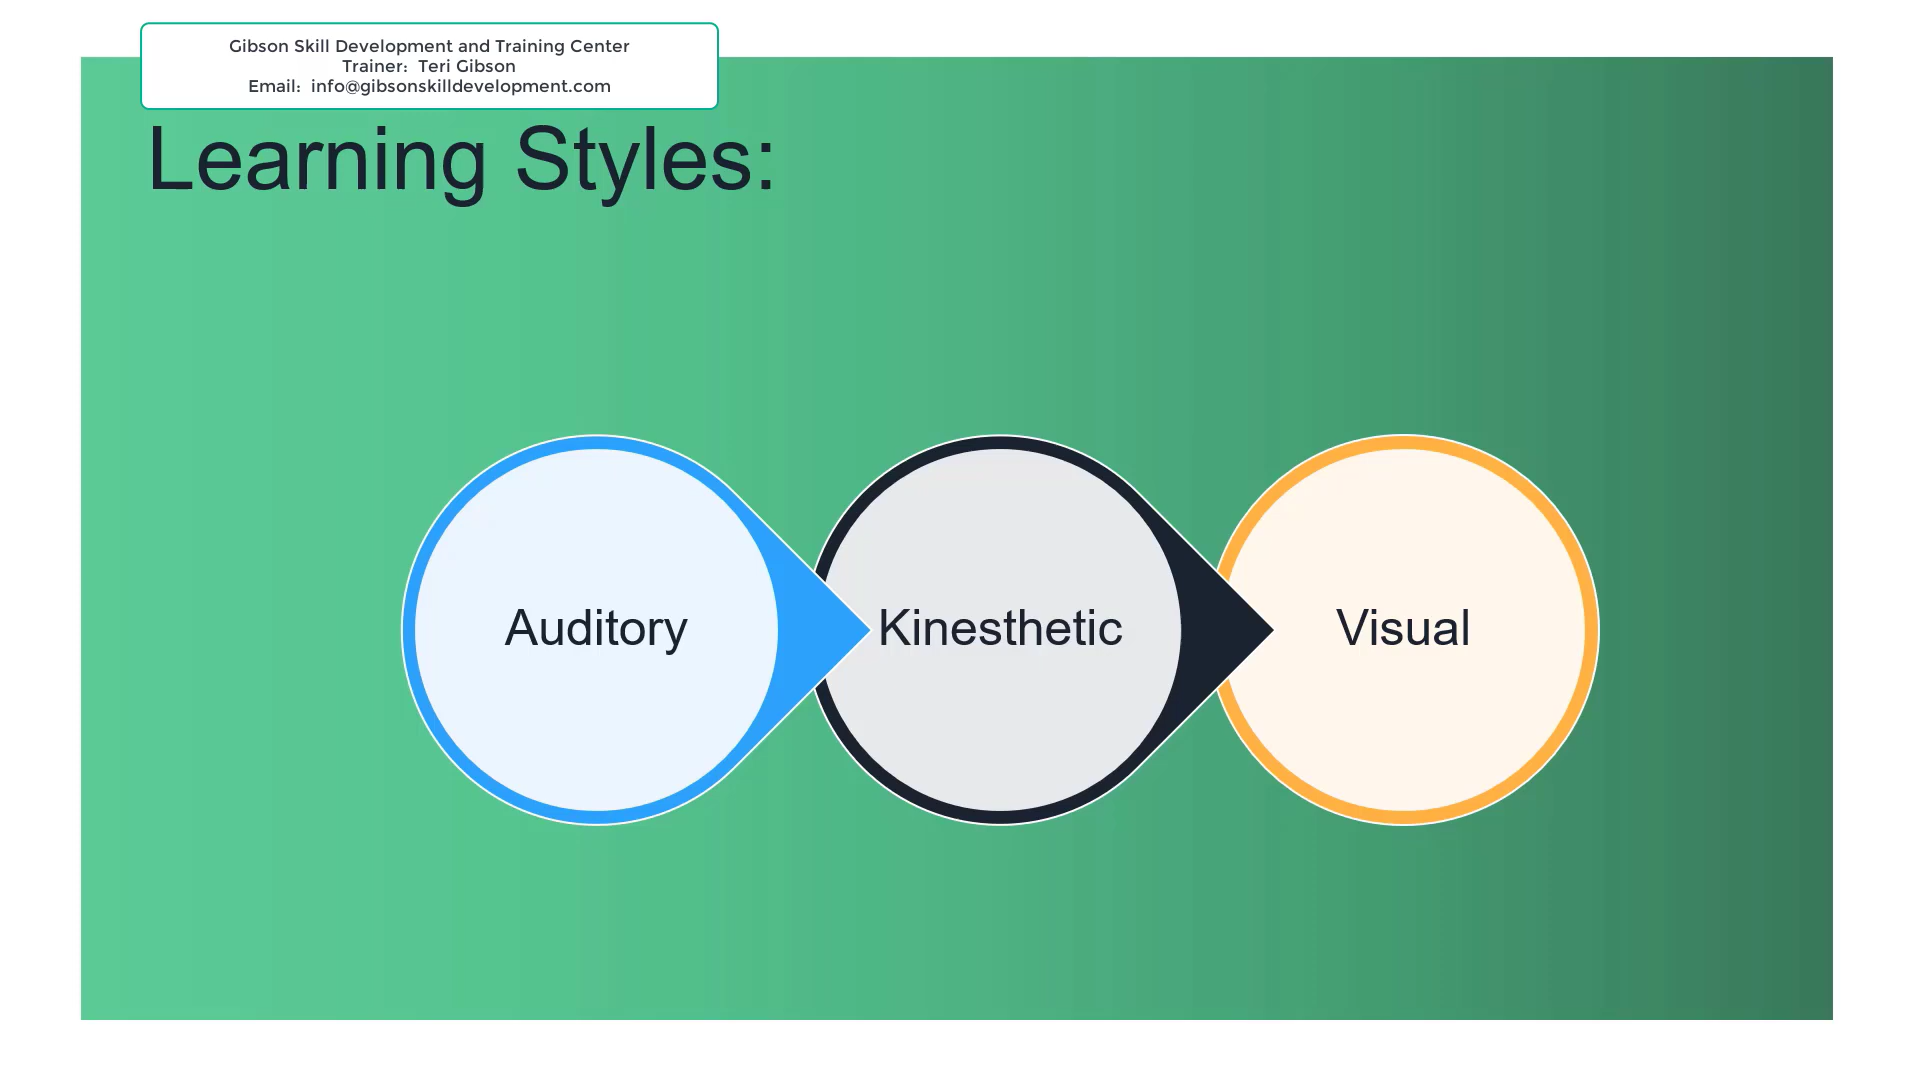 Gibson Skill Development and Training Center
Trainer:  Teri Gibson
Email:  info@gibsonskilldevelopment.com
Learning Styles:
Auditory
Kinesthetic
Visual